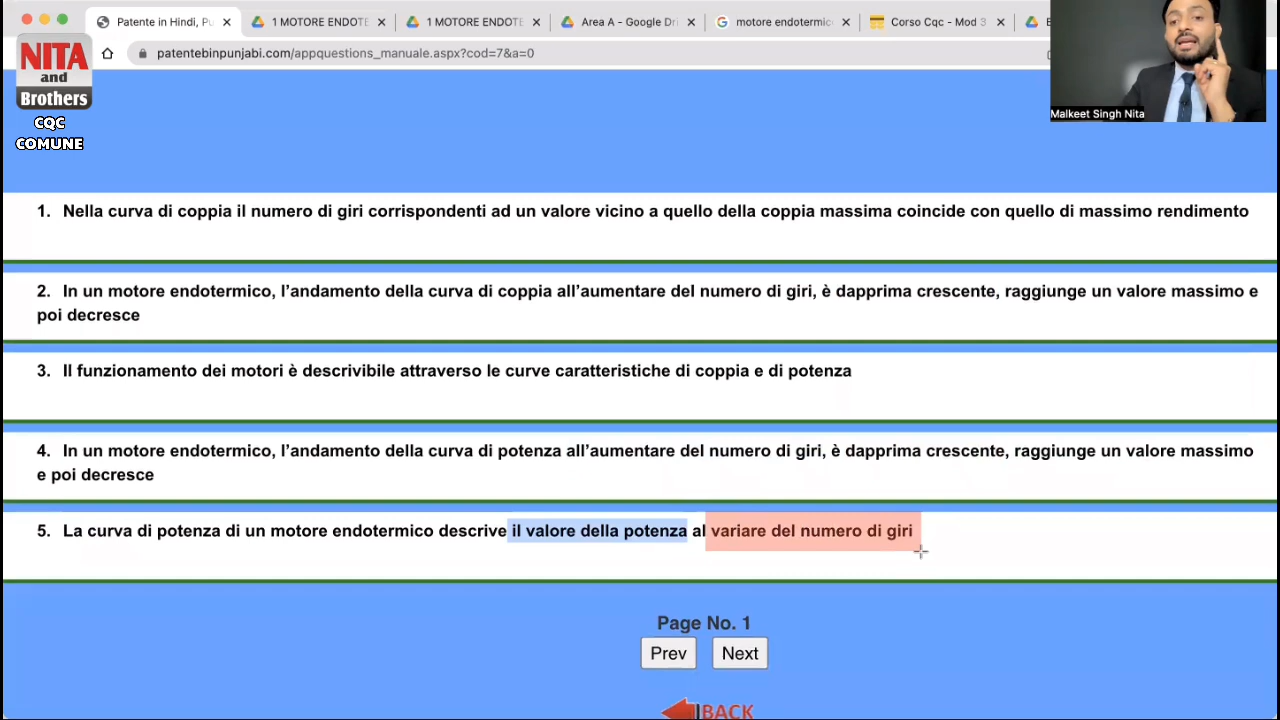 Patente in Hindi, Pu
1 MOTORE ENDOTE
1 MOTORE ENDOTE
Area A - Google Dri
motore endotermic
Corso Cqc - Mod 3
patentebinpunjabi.com/appquestions_manuale.aspx?cod=7&a=0
NITA
and
Brothers
CQC
COMUNE
Malkeet Singh Nita
1. Nella curva di coppia il numero di giri corrispondenti ad un valore vicino a quello della coppia massima coincide con quello di massimo rendimento
2. In un motore endotermico, l’andamento della curva di coppia all’aumentare del numero di giri, è dapprima crescente, raggiunge un valore massimo e
poi decresce
3. Il funzionamento dei motori è descrivibile attraverso le curve caratteristiche di coppia e di potenza
4. In un motore endotermico, l’andamento della curva di potenza all’aumentare del numero di giri, è dapprima crescente, raggiunge un valore massimo
e poi decresce
5. La curva di potenza di un motore endotermico descrive il valore della potenza al variare del numero di giri
Page No. 1
Prev Next
BACK